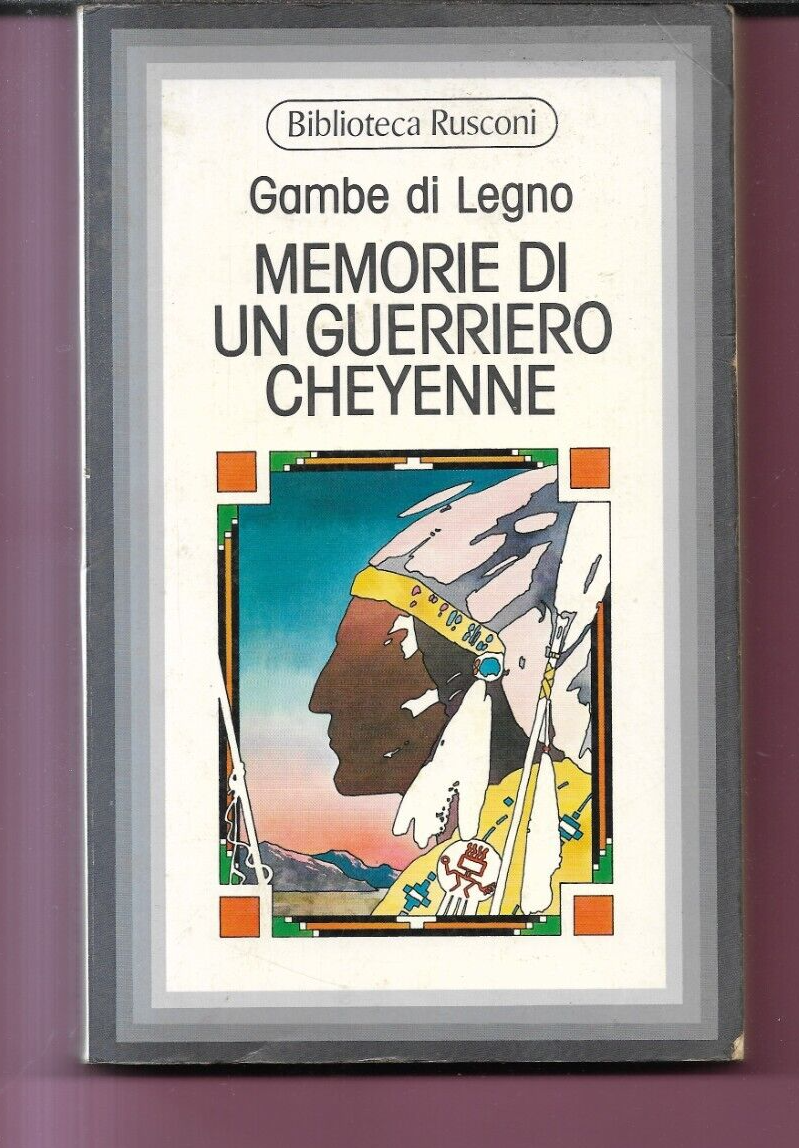 Biblioteca Rusconi
Gambe di Legno
MEMORIE DI
UN GUERRIERO
CHEYENNE